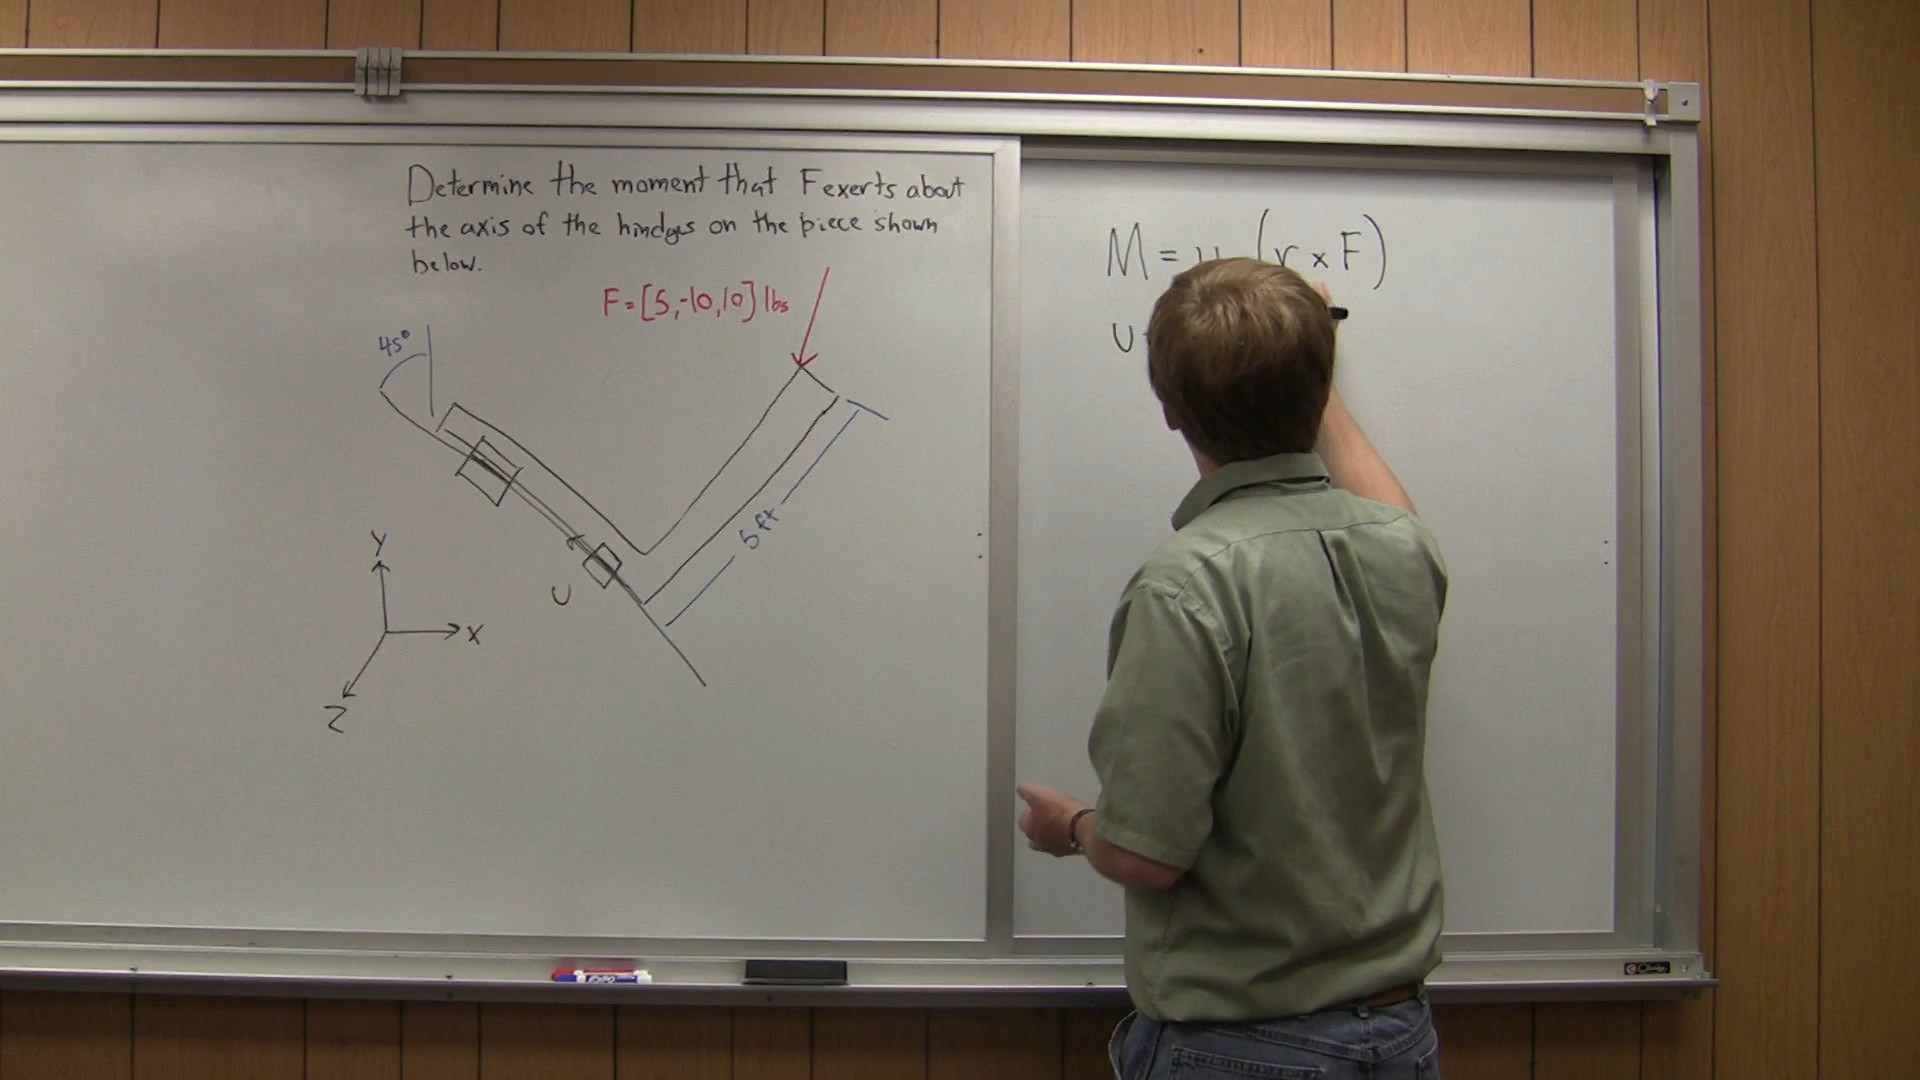 Determine the moment that F exerts about
the axis of the hindges on the piece shown
below.
F=[5,-10,10] lbs
45°
5 ft
U
Y
X
Z
M = u (r × F)
U
EXPO